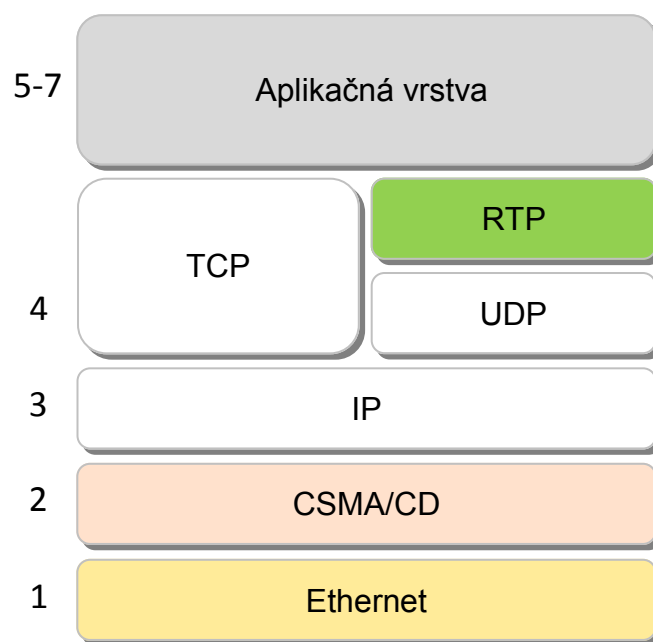 5-7
Aplikačná vrstva
RTP
TCP
4
UDP
3
IP
2
CSMA/CD
1
Ethernet